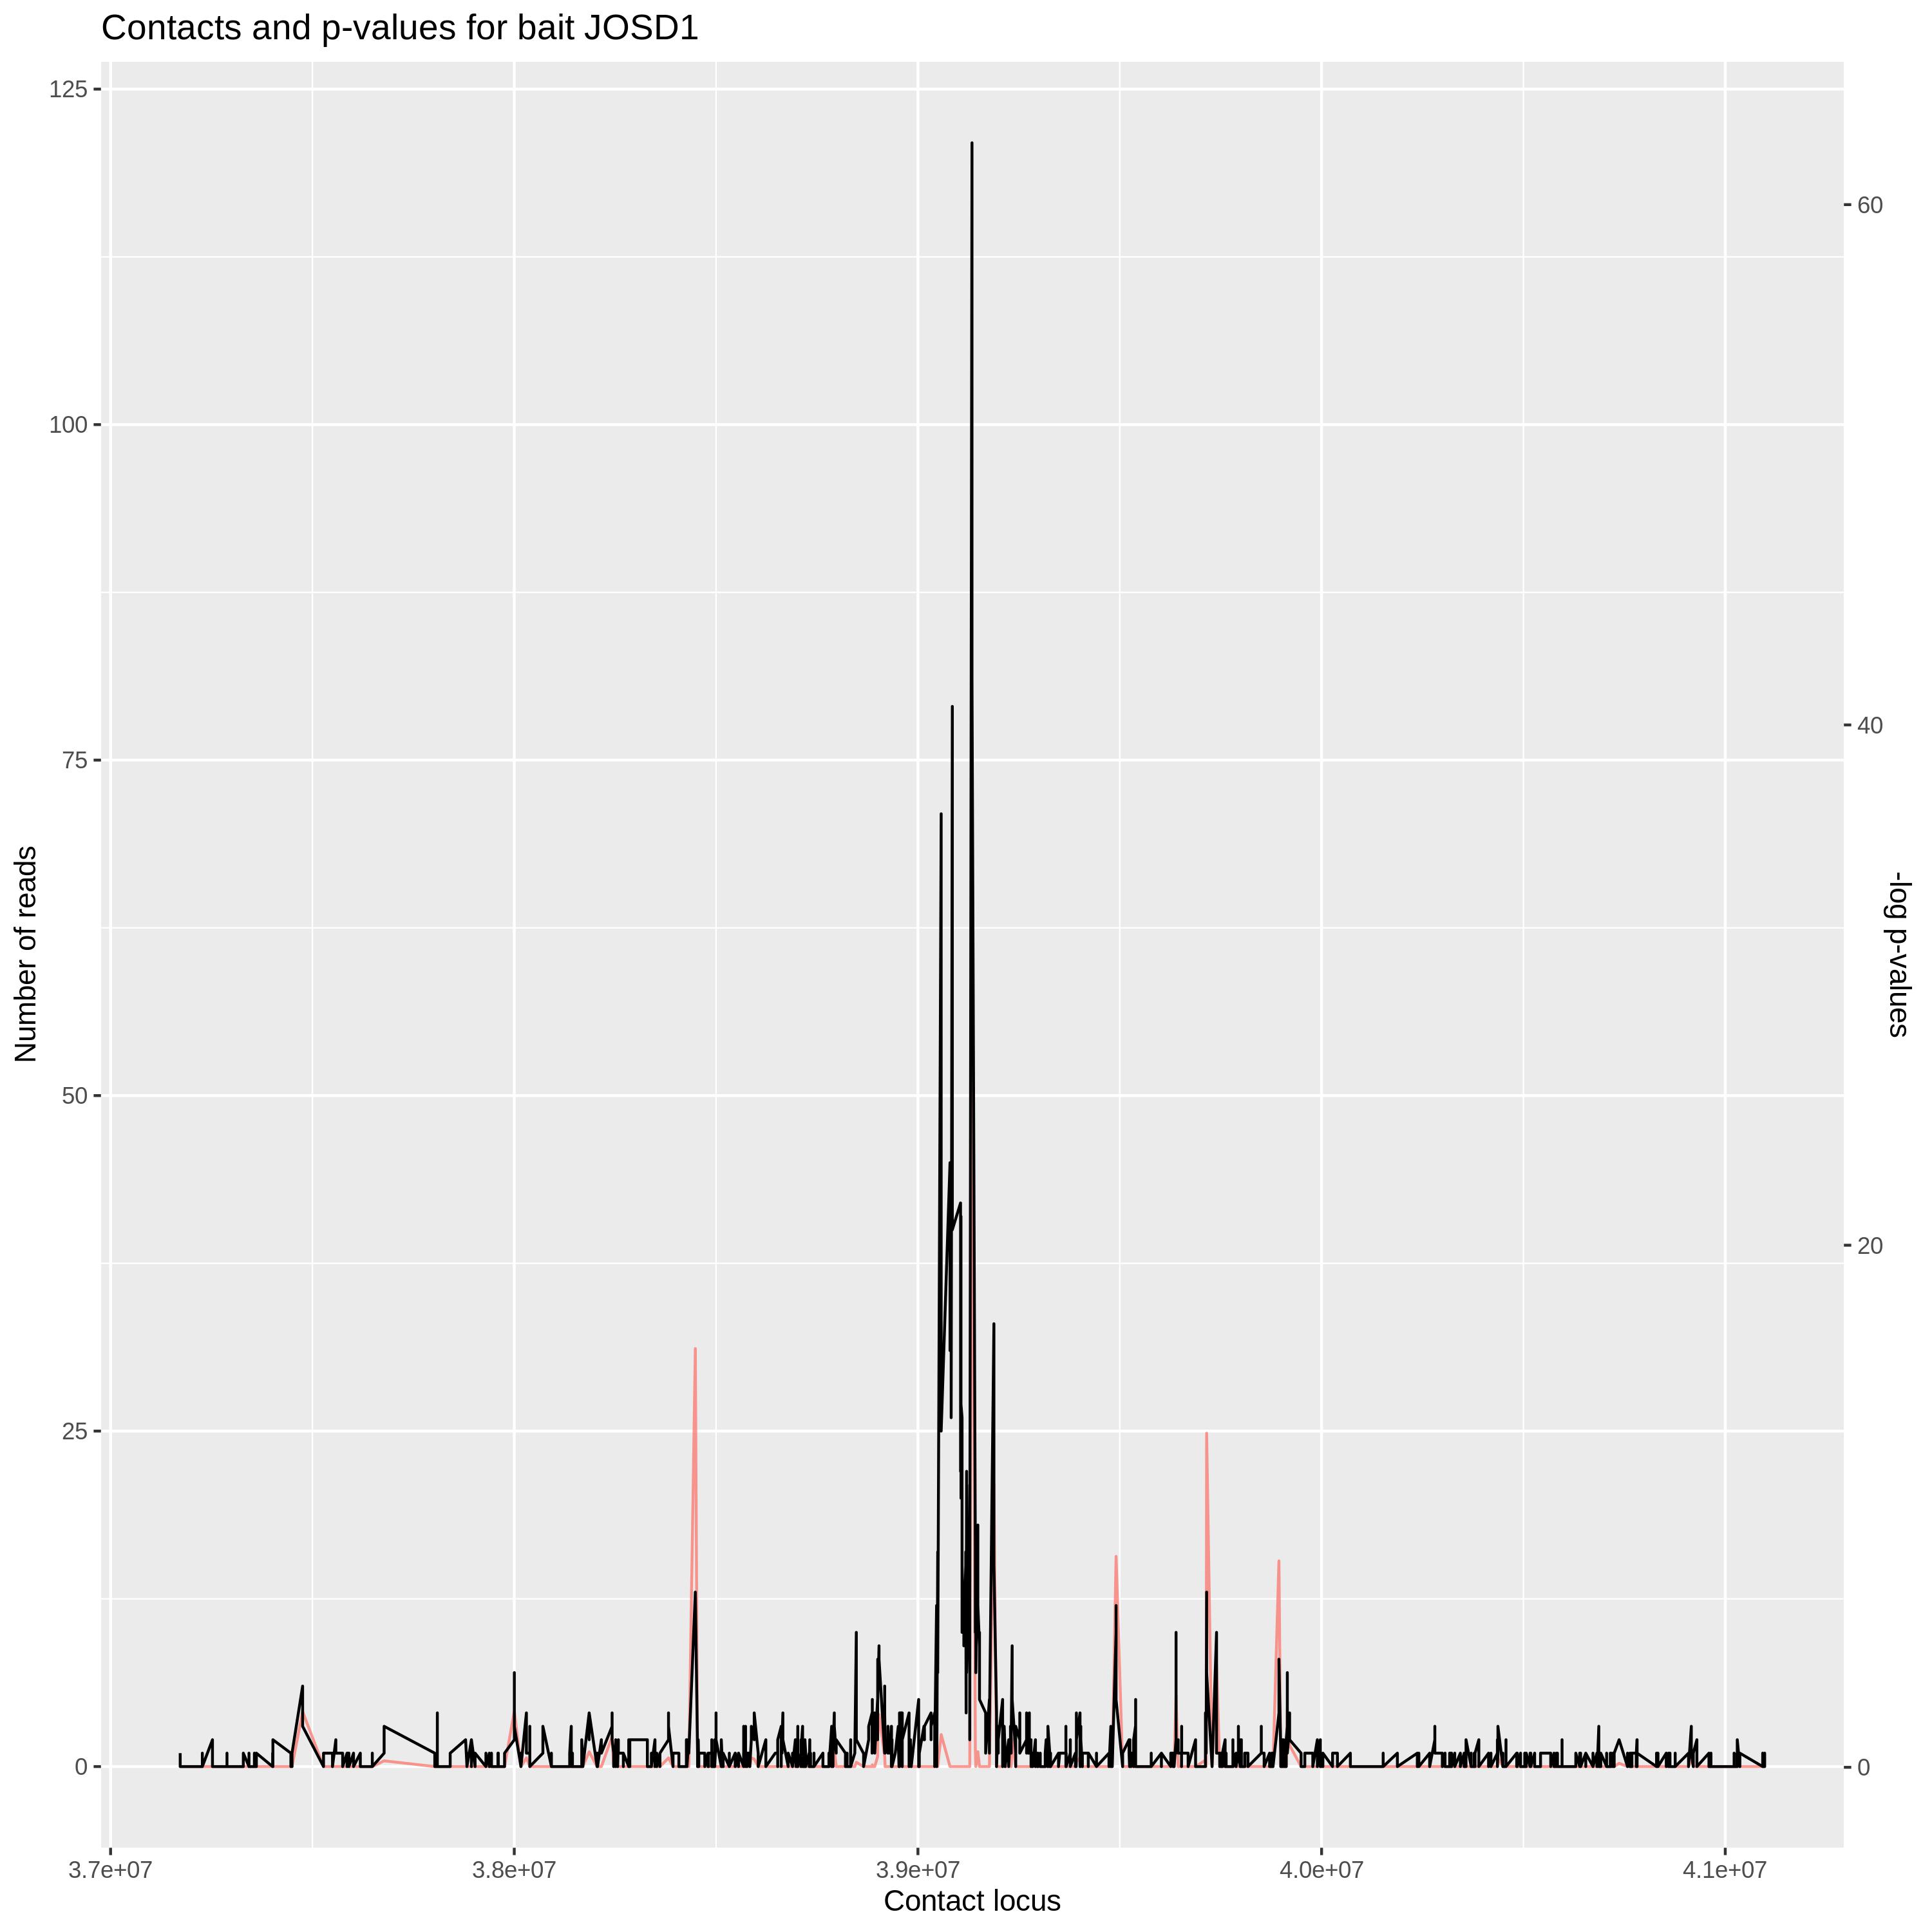 Contacts and p-values for bait JOSD1
125
100
75
50
25
0
Number of reads
60
40
20
0
-log p-values
3.7e+07 3.8e+07 3.9e+07 4.0e+07 4.1e+07
Contact locus